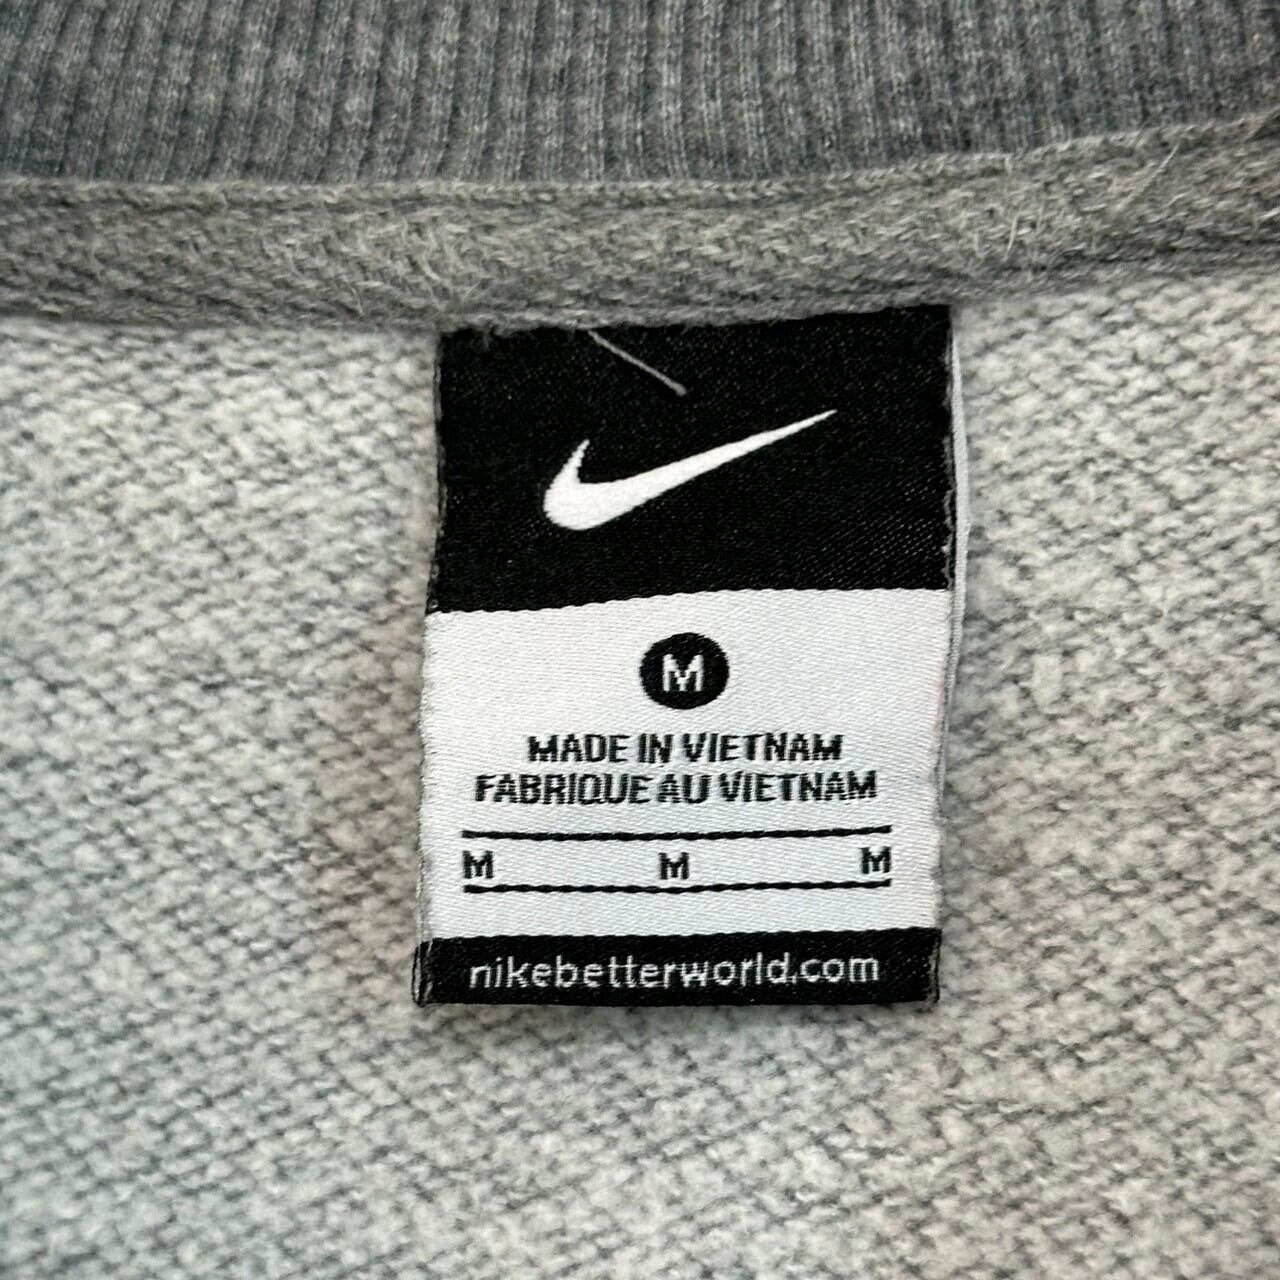 M
MADE IN VIETNAM
FABRIQUE AU VIETNAM
M M M
nikebetterworld.com